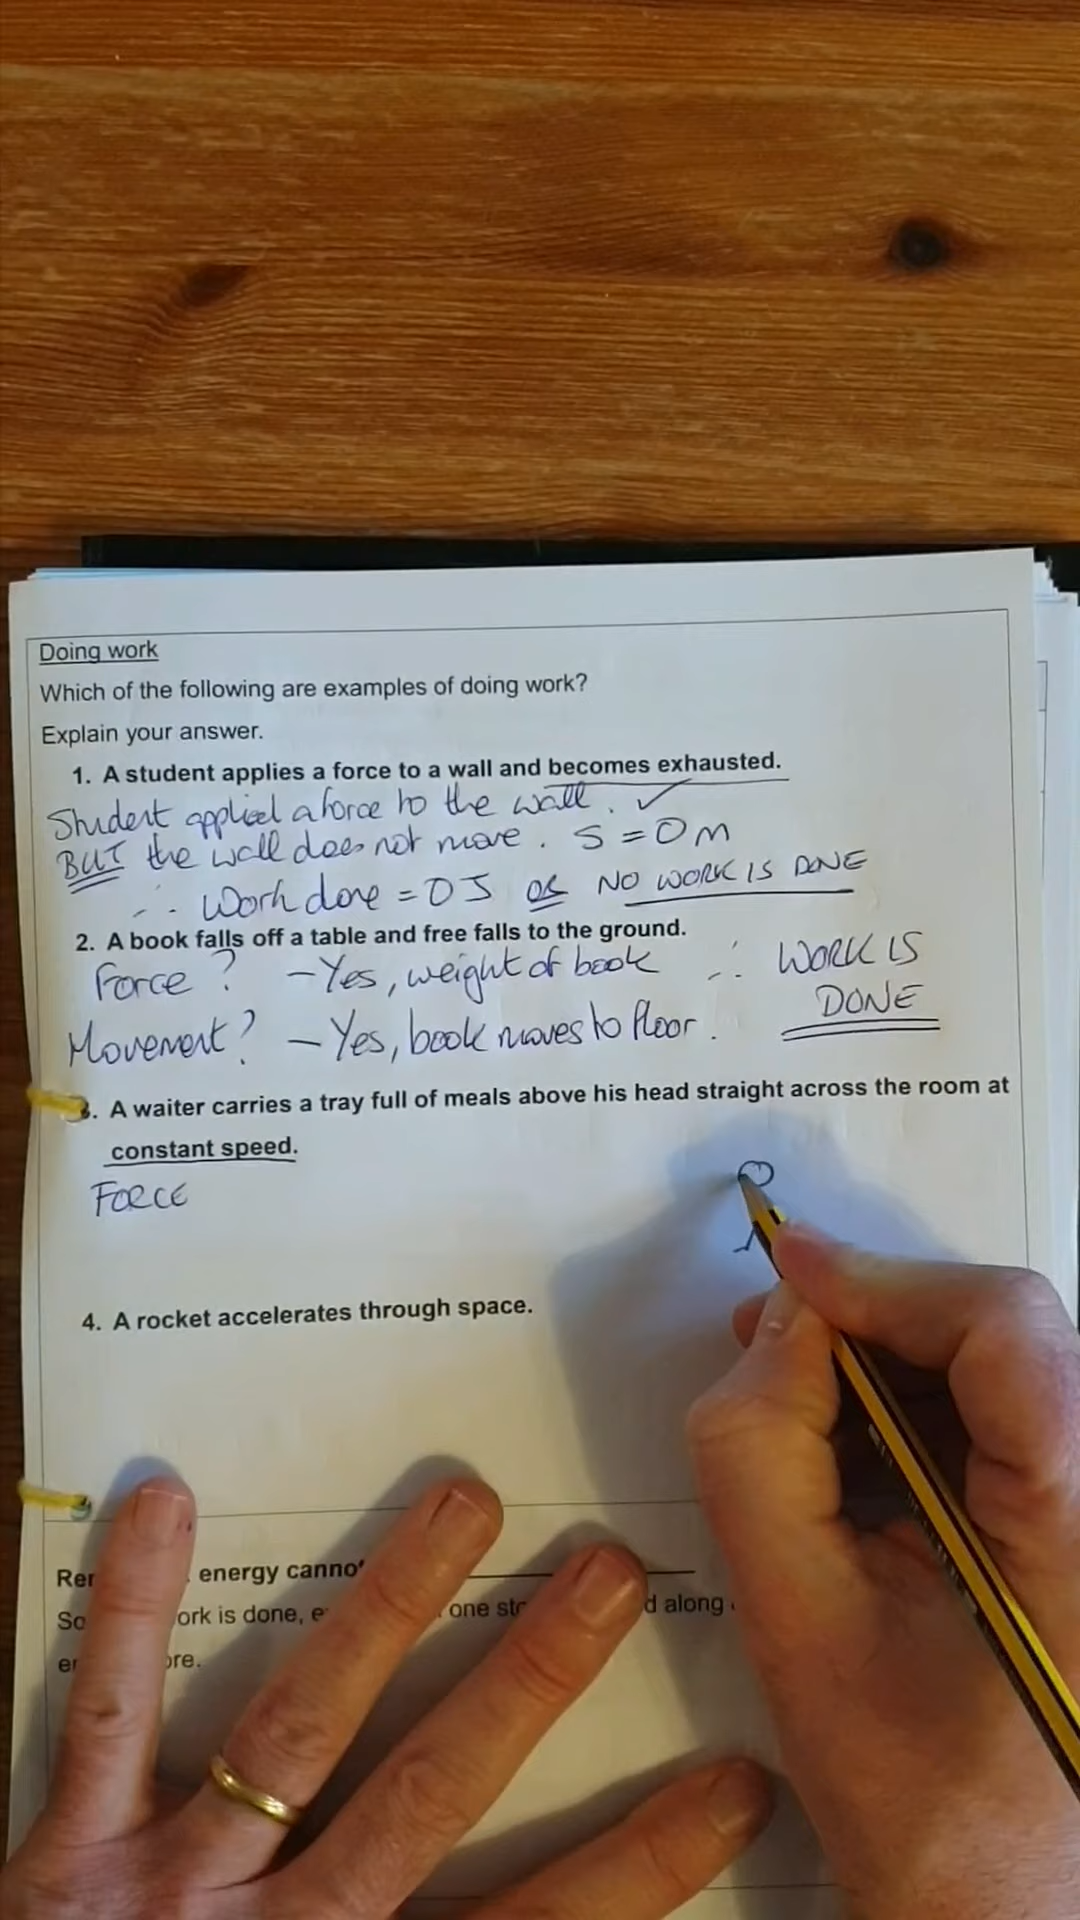 Doing work
Which of the following are examples of doing work?
Explain your answer.
1. A student applies a force to a wall and becomes exhausted.
Student applied a force to the wall. ✓
BUT the wall does not move. S = 0 m
∴ Work done = 0 J or NO WORK IS DONE
2. A book falls off a table and free falls to the ground.
Force? - Yes, weight of book ∴ WORK IS
DONE
Movement? - Yes, book moves to floor.
3. A waiter carries a tray full of meals above his head straight across the room at
constant speed.
FORCE
4. A rocket accelerates through space.
energy
is done,
one
along